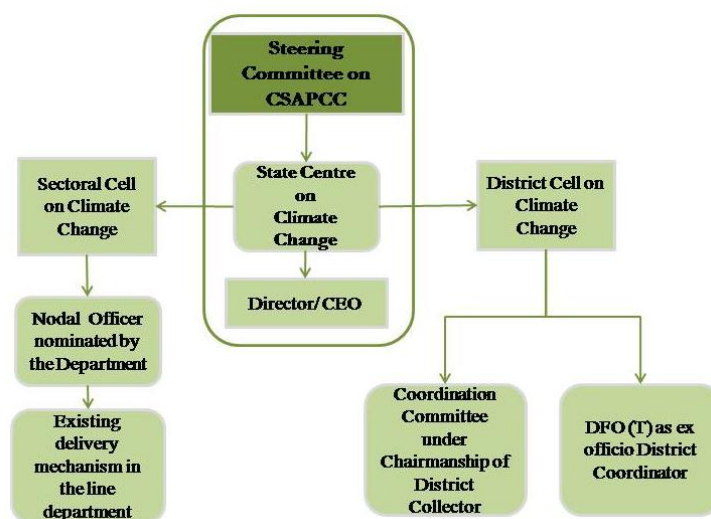 Steering
Committee on
CSAPCC
Sectoral Cell
on Climate
Change
State Centre
on
Climate
Change
District Cell on
Climate
Change
Director/ CEO
Nodal Officer
nominated by
the Department
Existing
delivery
mechanism in
the line
department
Coordination
Committee
under
Chairmanship of
District
Collector
DFO (T) as ex
officio District
Coordinator